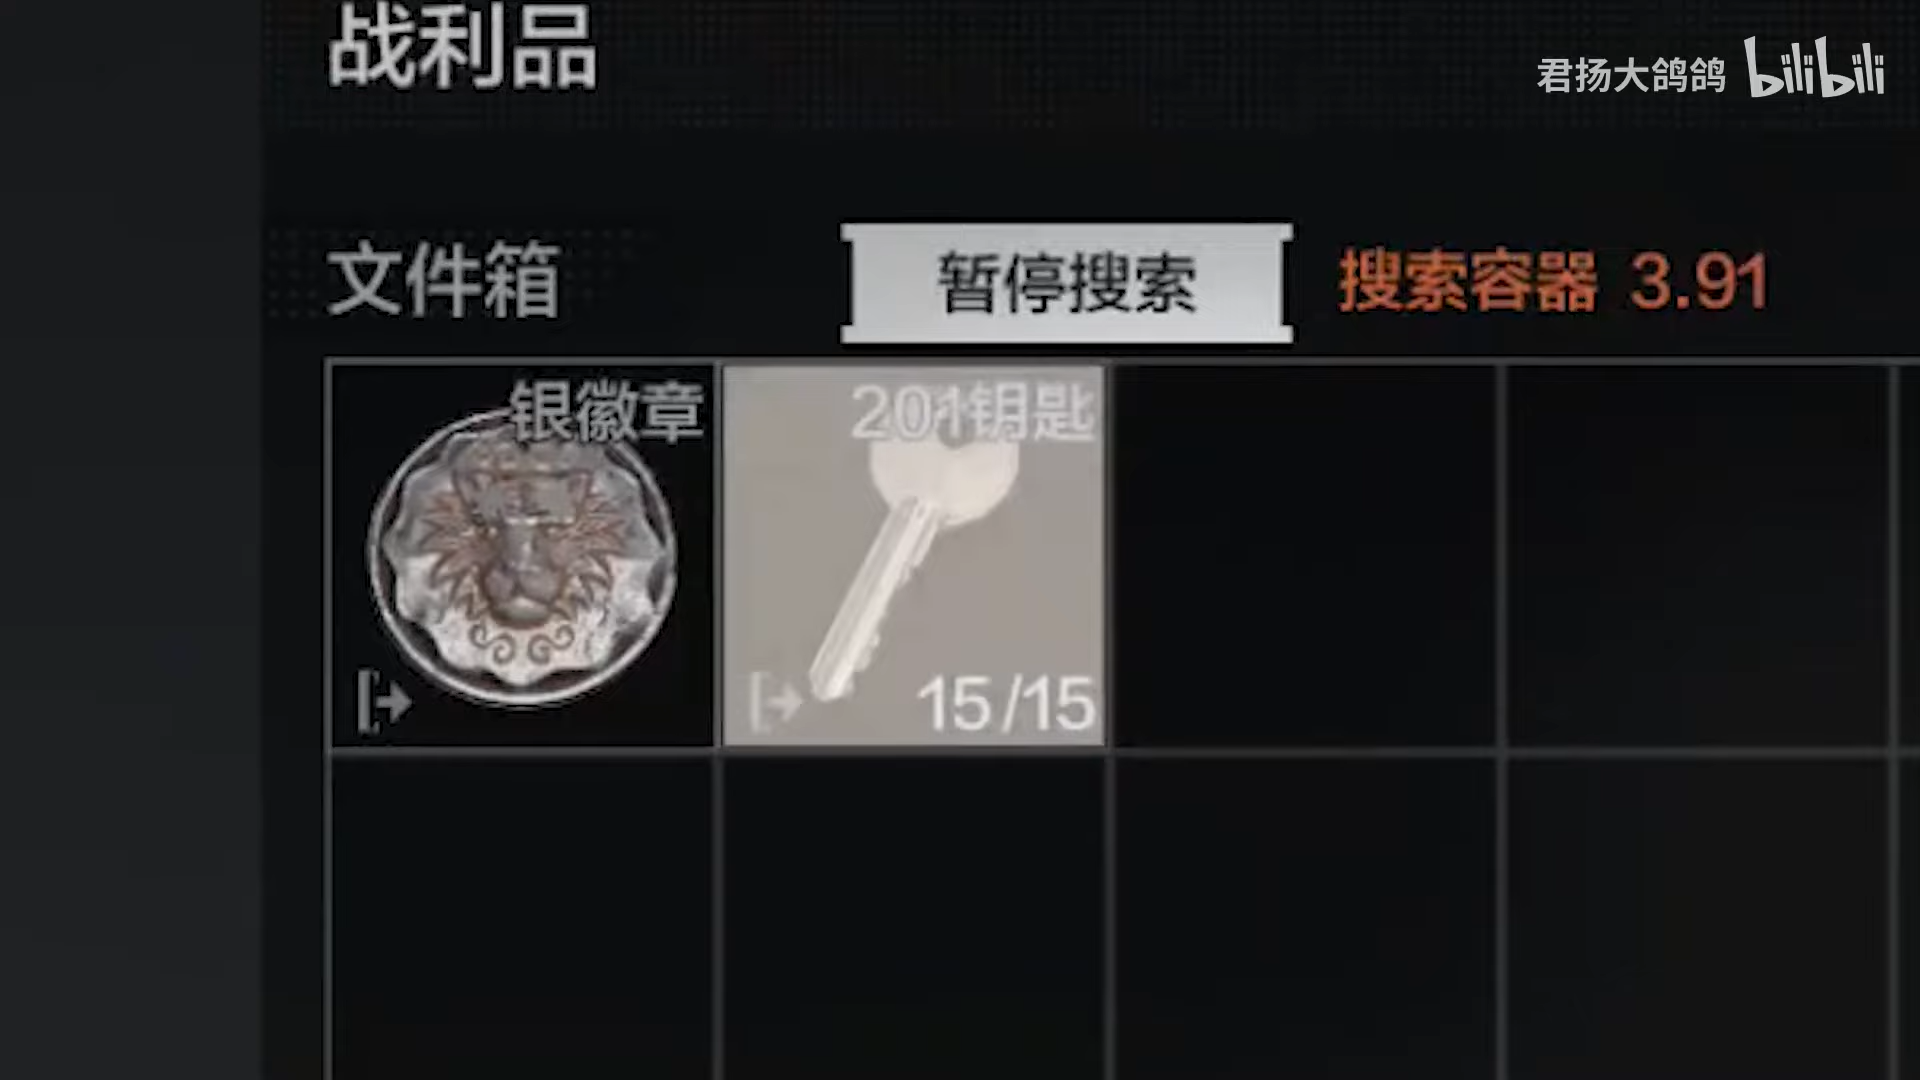 战利品
君扬大鸽鸽 bilibili
文件箱
暂停搜索
搜索容器 3.91
银徽章
201钥匙
15/15